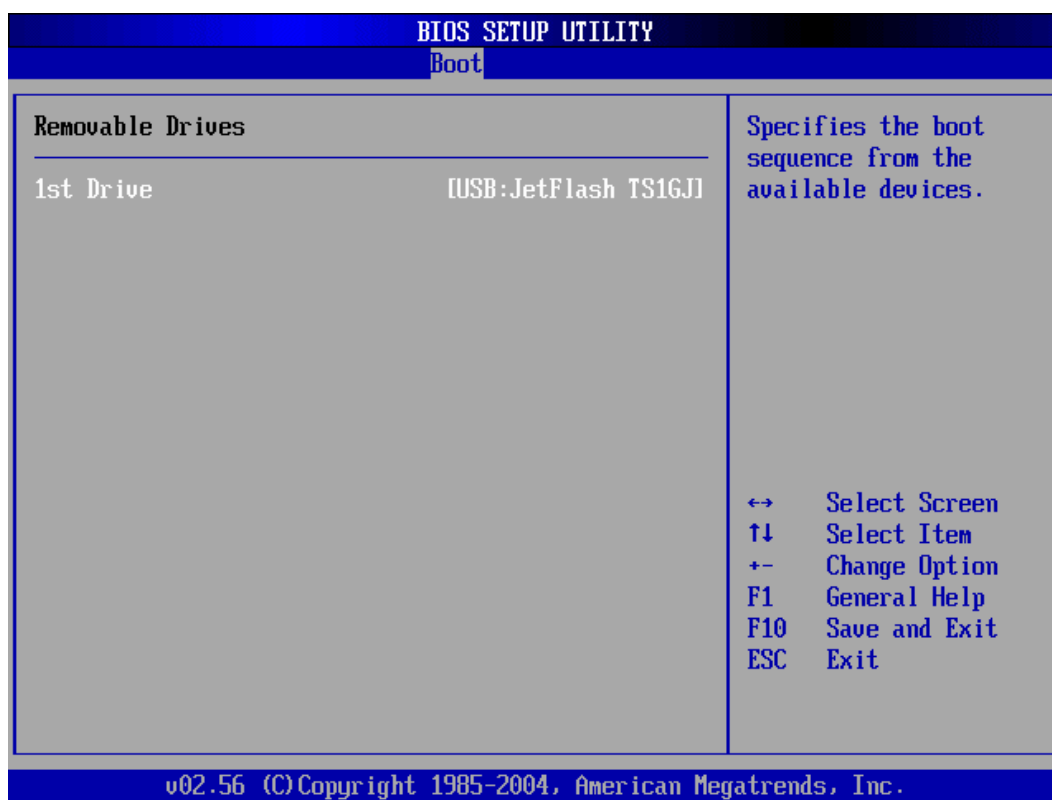 BIOS SETUP UTILITY
Boot
Removable Drives
1st Drive [USB:JetFlash TS1GJ]
Specifies the boot
sequence from the
available devices.
←→ Select Screen
↑↓ Select Item
+- Change Option
F1 General Help
F10 Save and Exit
ESC Exit
v02.56 (C)Copyright 1985-2004, American Megatrends, Inc.